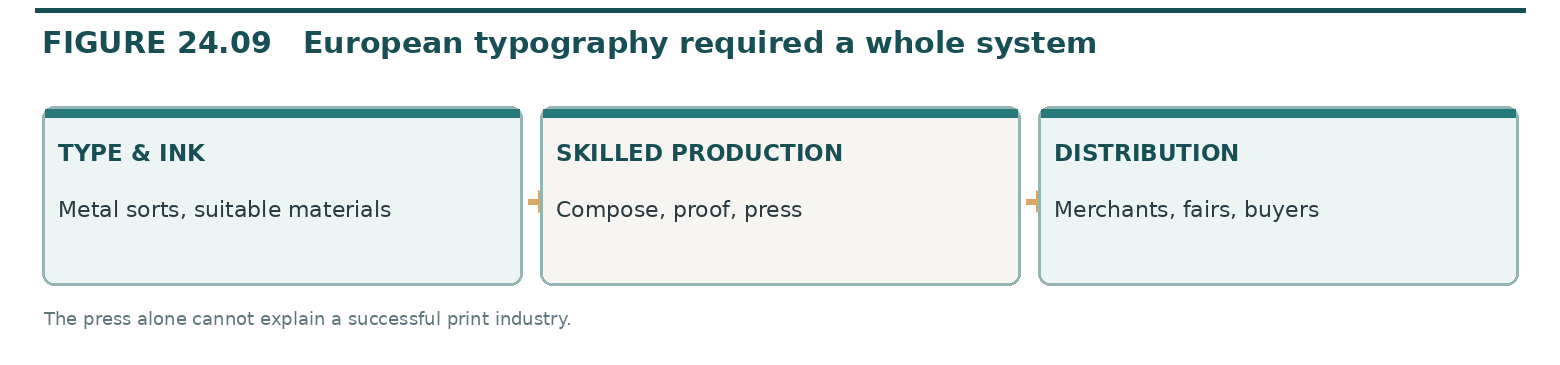 FIGURE 24.09 European typography required a whole system
TYPE & INK
Metal sorts, suitable materials
SKILLED PRODUCTION
Compose, proof, press
DISTRIBUTION
Merchants, fairs, buyers
The press alone cannot explain a successful print industry.